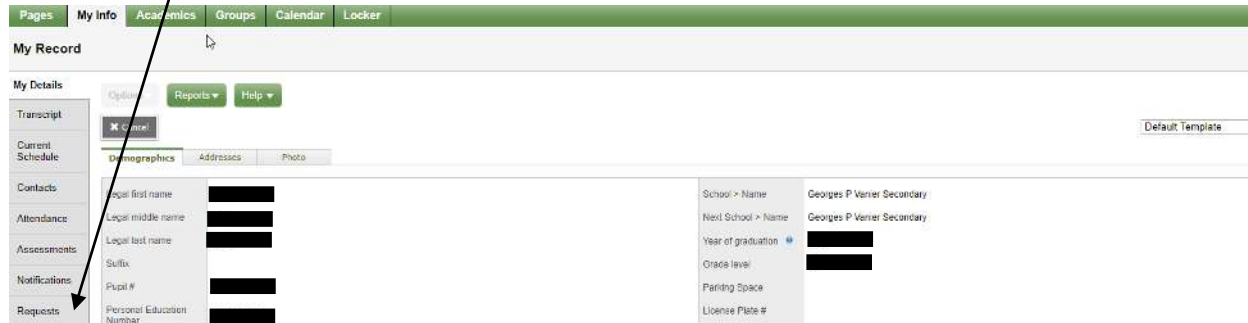 Pages My Info Academics Groups Calendar Locker
My Record
My Details
Transcript
Current
Schedule
Contacts
Attendance
Assessments
Notifications
Requests
Options Reports Help
Cancel
Default Template
Demographics Addresses Photo
Legal first name
Legal middle name
Legal last name
Suffix
Pupil #
Personal Education
Number
School > Name Georges P Vanier Secondary
Next School > Name Georges P Vanier Secondary
Year of graduation
Grade level
Parking Space
License Plate #